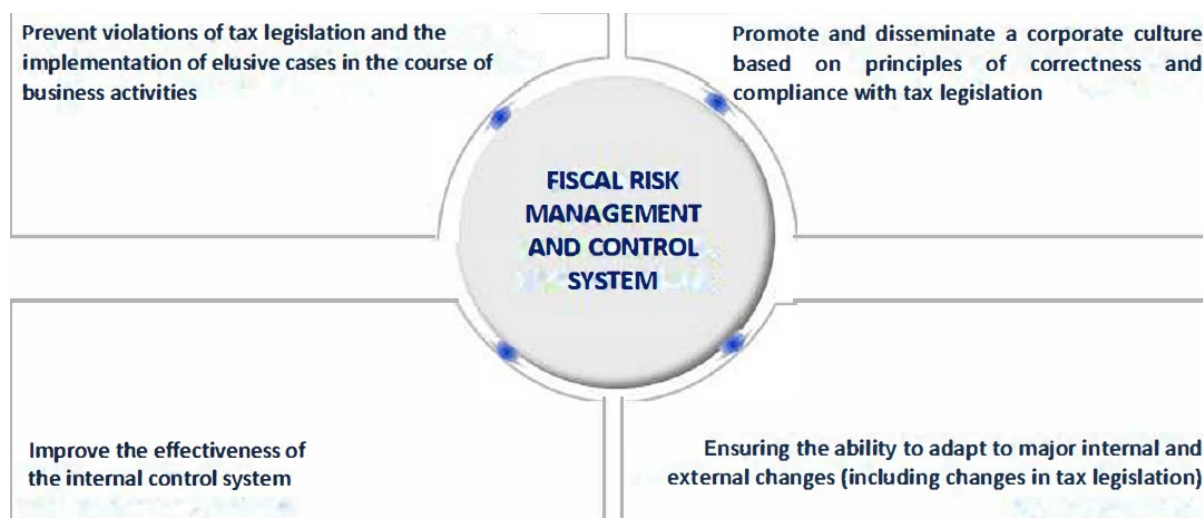 Prevent violations of tax legislation and the
implementation of elusive cases in the course of
business activities
Promote and disseminate a corporate culture
based on principles of correctness and
compliance with tax legislation
FISCAL RISK
MANAGEMENT
AND CONTROL
SYSTEM
Improve the effectiveness of
the internal control system
Ensuring the ability to adapt to major internal and
external changes (including changes in tax legislation)